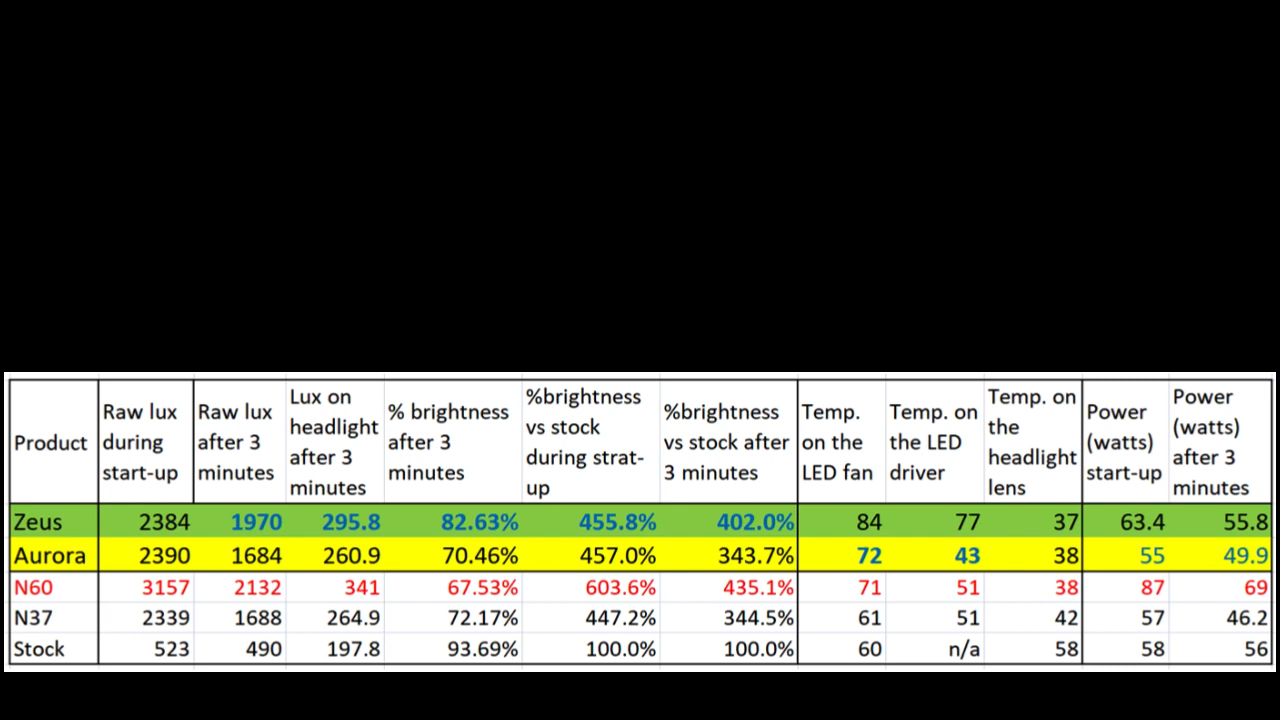 Product
Raw lux
during
start-up
Raw lux
after 3
minutes
Lux on
headlight
after 3
minutes
% brightness
after 3
minutes
%brightness
vs stock
during strat-
up
%brightness
vs stock after
3 minutes
Temp.
on the
LED fan
Temp. on
the LED
driver
Temp. on
the
headlight
lens
Power
(watts)
start-up
Power
(watts)
after 3
minutes
Zeus 2384 1970 295.8 82.63% 455.8% 402.0% 84 77 37 63.4 55.8
Aurora 2390 1684 260.9 70.46% 457.0% 343.7% 72 43 38 55 49.9
N60 3157 2132 341 67.53% 603.6% 435.1% 71 51 38 87 69
N37 2339 1688 264.9 72.17% 447.2% 344.5% 61 51 42 57 46.2
Stock 523 490 197.8 93.69% 100.0% 100.0% 60 n/a 58 58 56